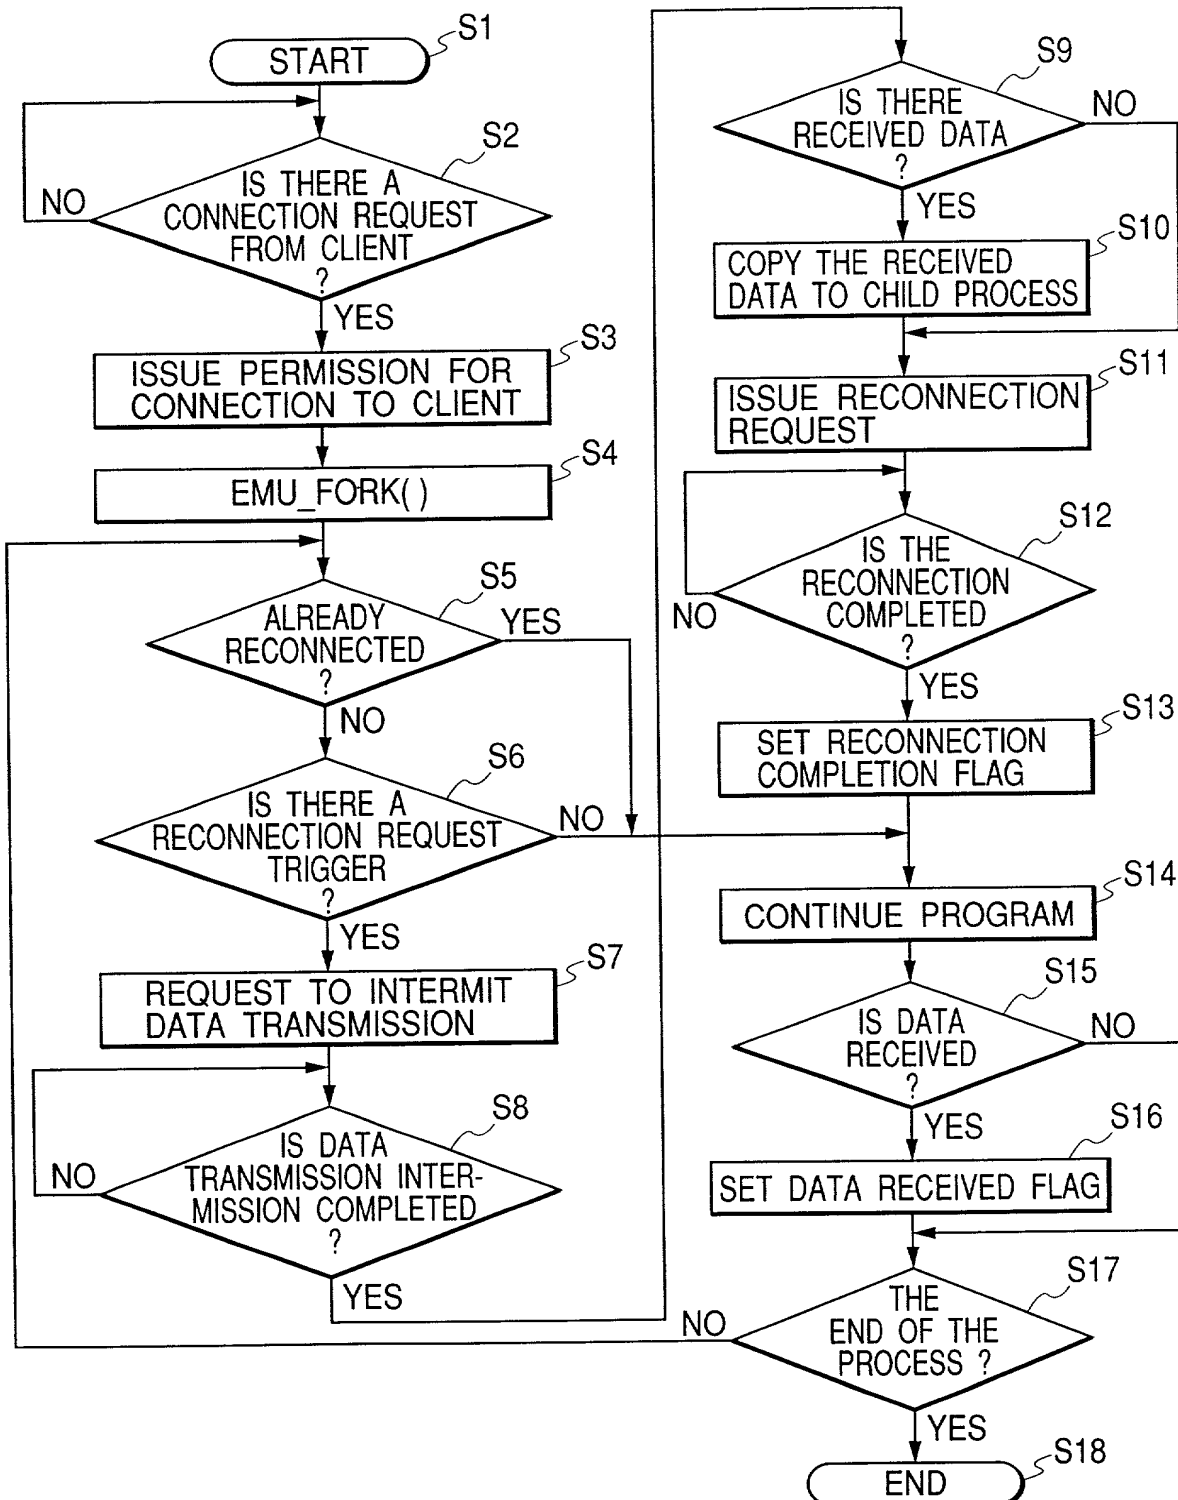 S1
START
S2
IS THERE A
CONNECTION REQUEST
FROM CLIENT
?
NO
YES
S3
ISSUE PERMISSION FOR
CONNECTION TO CLIENT
S4
EMU_FORK( )
S5
ALREADY
RECONNECTED
?
YES
NO
S6
IS THERE A
RECONNECTION REQUEST
TRIGGER
?
NO
YES
S7
REQUEST TO INTERMIT
DATA TRANSMISSION
S8
IS DATA
TRANSMISSION INTER-
MISSION COMPLETED
?
NO
YES
S9
IS THERE
RECEIVED DATA
?
NO
YES
S10
COPY THE RECEIVED
DATA TO CHILD PROCESS
S11
ISSUE RECONNECTION
REQUEST
S12
IS THE
RECONNECTION
COMPLETED
?
NO
YES
S13
SET RECONNECTION
COMPLETION FLAG
S14
CONTINUE PROGRAM
S15
IS DATA
RECEIVED
?
NO
YES
S16
SET DATA RECEIVED FLAG
S17
THE
END OF THE
PROCESS ?
NO
YES
S18
END